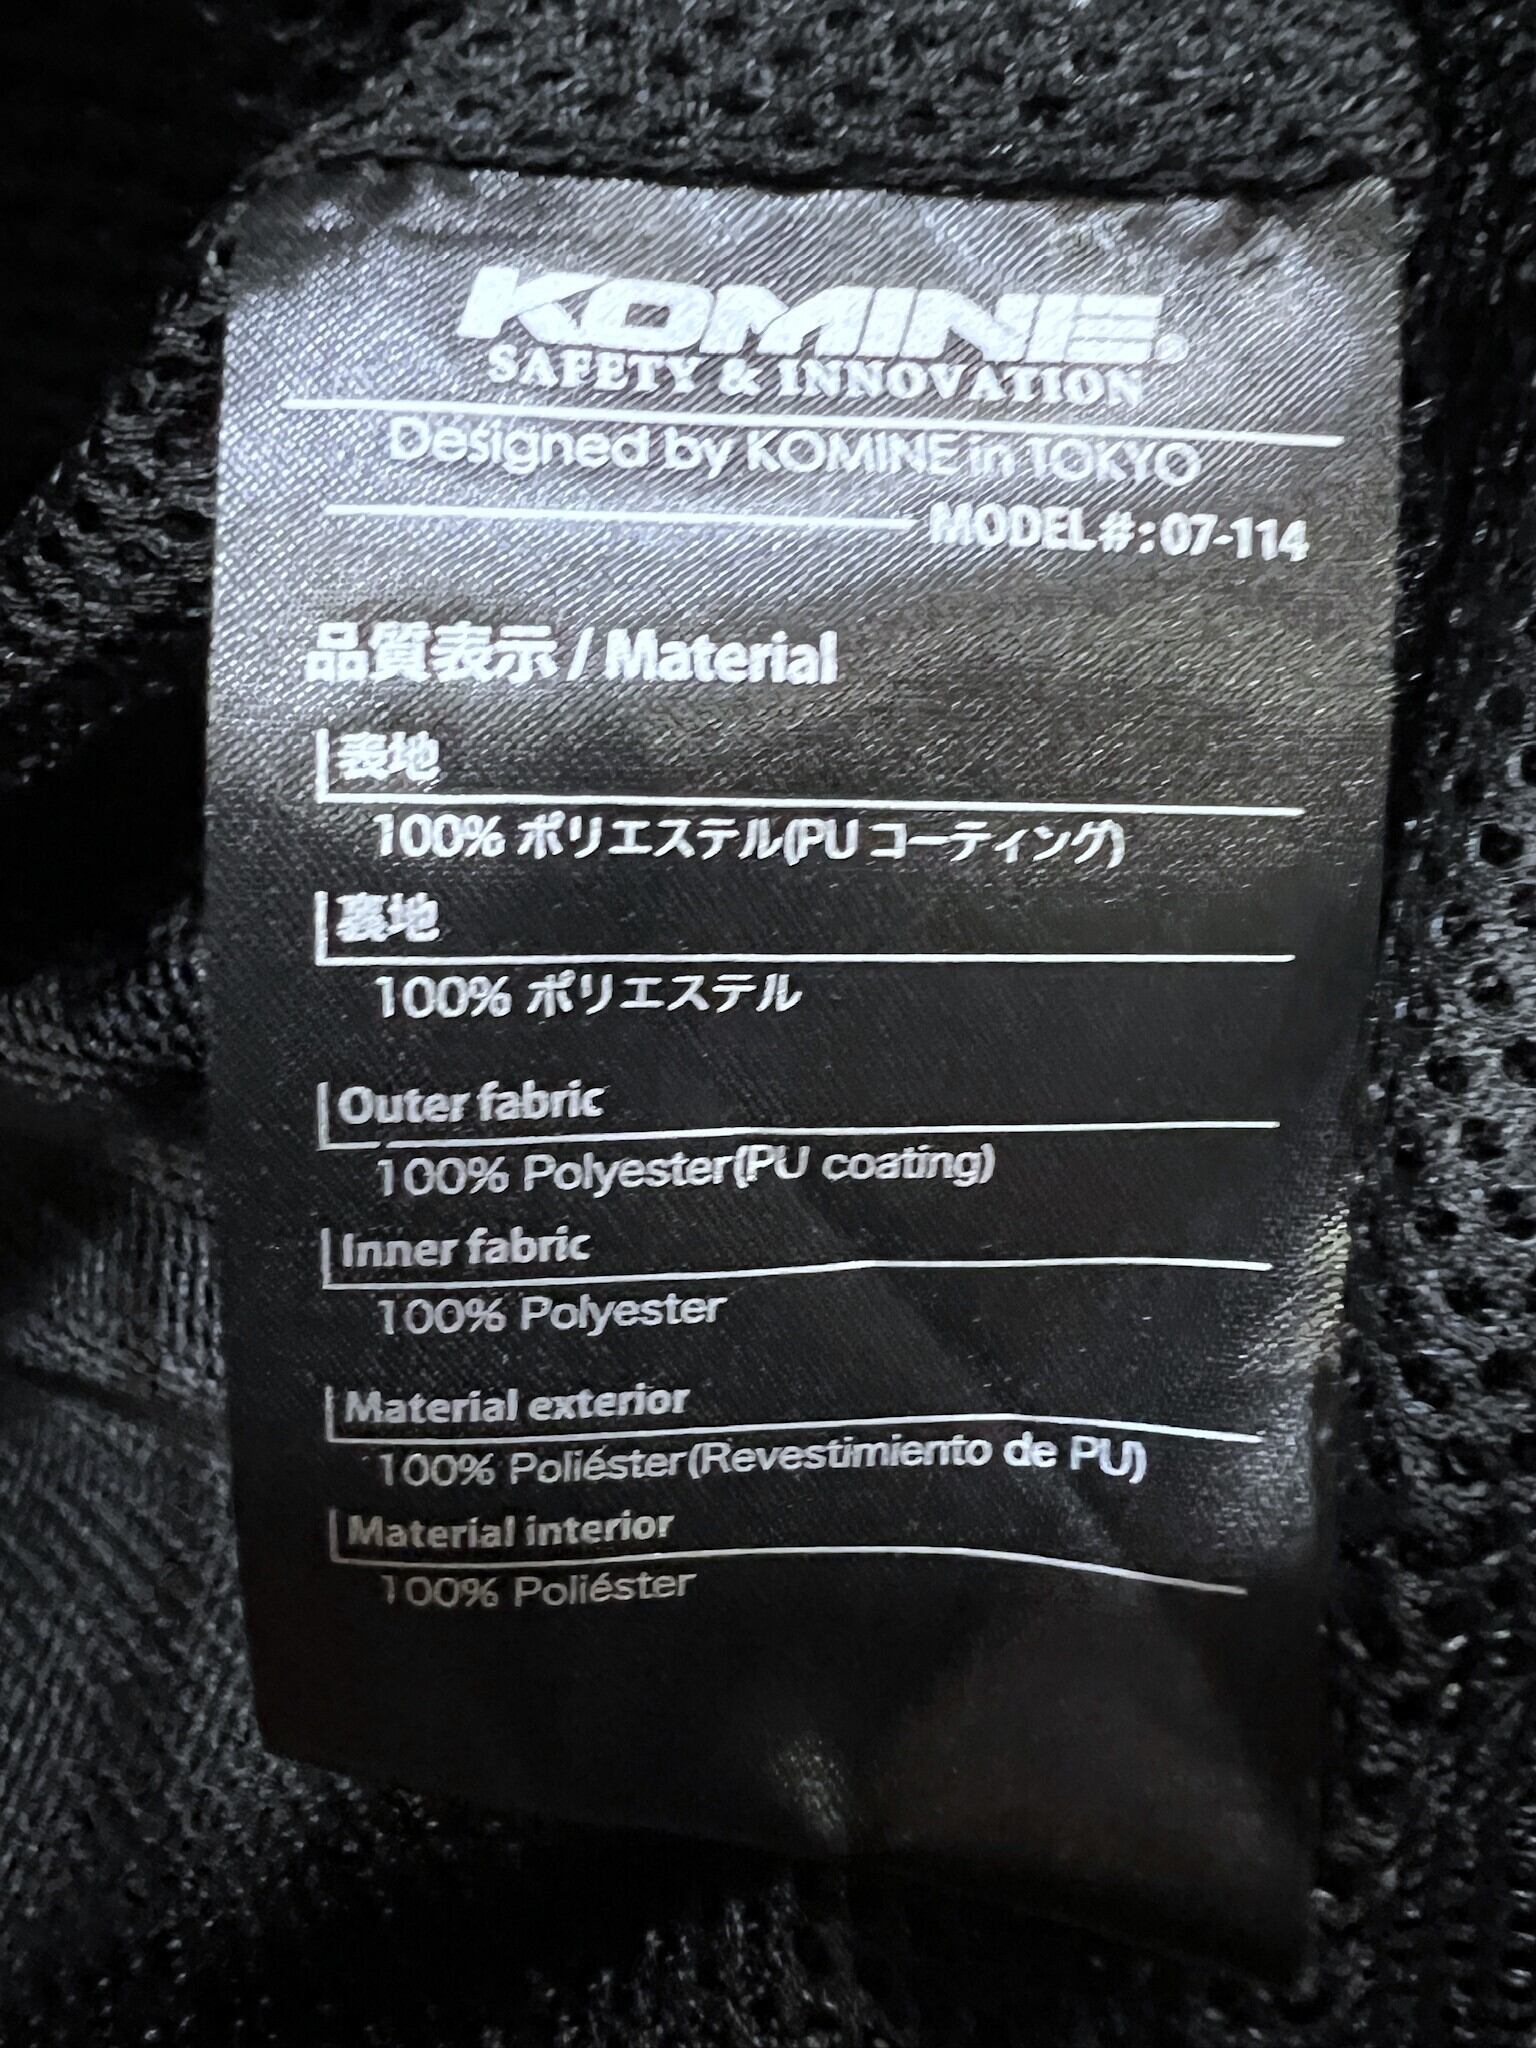 KOMINE®
SAFETY & INNOVATION
Designed by KOMINE in TOKYO
MODEL#:07-114
品質表示 / Material
表地
100% ポリエステル(PU コーティング)
裏地
100% ポリエステル
Outer fabric
100% Polyester(PU coating)
Inner fabric
100% Polyester
Material exterior
100% Poliéster(Revestimiento de PU)
Material interior
100% Poliéster